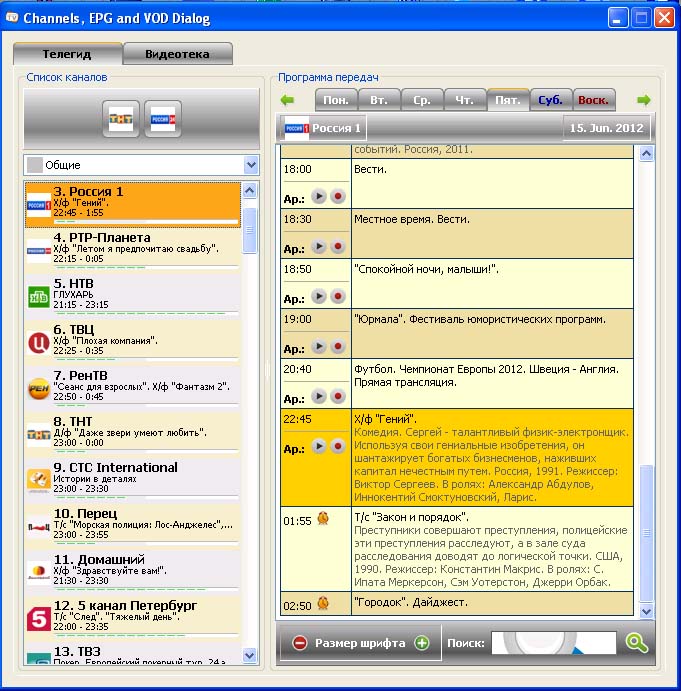 Channels, EPG and VOD Dialog
Телегид
Видеотека
Список каналов
ТНТ
РОССИЯ 24
Общие
РОССИЯ 1
3. Россия 1
Х/ф "Гений".
22:45 - 1:55
4. РТР-Планета
Х/ф "Летом я предпочитаю свадьбу".
22:15 - 0:05
5. НТВ
ГЛУХАРЬ
21:15 - 23:15
6. ТВЦ
Х/ф "Плохая компания".
22:25 - 0:35
РЕН
7. РенТВ
"Сеанс для взрослых". Х/ф "Фантазм 2".
22:50 - 0:45
ТНТ
8. ТНТ
Д/ф "Даже звери умеют любить".
23:00 - 0:00
9. СТС International
Истории в деталях
23:00 - 23:30
10. Перец
Т/с "Морская полиция: Лос-Анджелес",...
23:00 - 23:55
11. Домашний
Х/ф "Здравствуйте вам!".
21:30 - 23:30
5
12. 5 канал Петербург
Т/с "След". "Тяжелый день".
22:00 - 23:35
13. ТВ3
Покер. Европейский покерный тур. 24 а
Программа передач
Пон.
Вт.
Ср.
Чт.
Пят.
Суб.
Воск.
РОССИЯ 1
Россия 1
15. Jun. 2012
событий. Россия, 2011.
18:00
Вести.
Ар.:
18:30
Местное время. Вести.
Ар.:
18:50
"Спокойной ночи, малыши!".
Ар.:
19:00
"Юрмала". Фестиваль юмористических программ.
Ар.:
20:40
Футбол. Чемпионат Европы 2012. Швеция - Англия.
Прямая трансляция.
Ар.:
22:45
Х/ф "Гений".
Ар.:
Комедия. Сергей - талантливый физик-электронщик.
Используя свои гениальные изобретения, он
шантажирует богатых бизнесменов, наживших
капитал нечестным путем. Россия, 1991. Режиссер:
Виктор Сергеев. В ролях: Александр Абдулов,
Иннокентий Смоктуновский, Ларис.
01:55
Т/с "Закон и порядок".
Преступники совершают преступления, полицейские
эти преступления расследуют, а в зале суда
расследования доводят до логической точки. США,
1990. Режиссер: Константин Макрис. В ролях: С.
Ипата Меркерсон, Сэм Уотерстон, Джерри Орбак.
02:50
"Городок". Дайджест.
Размер шрифта
Поиск: